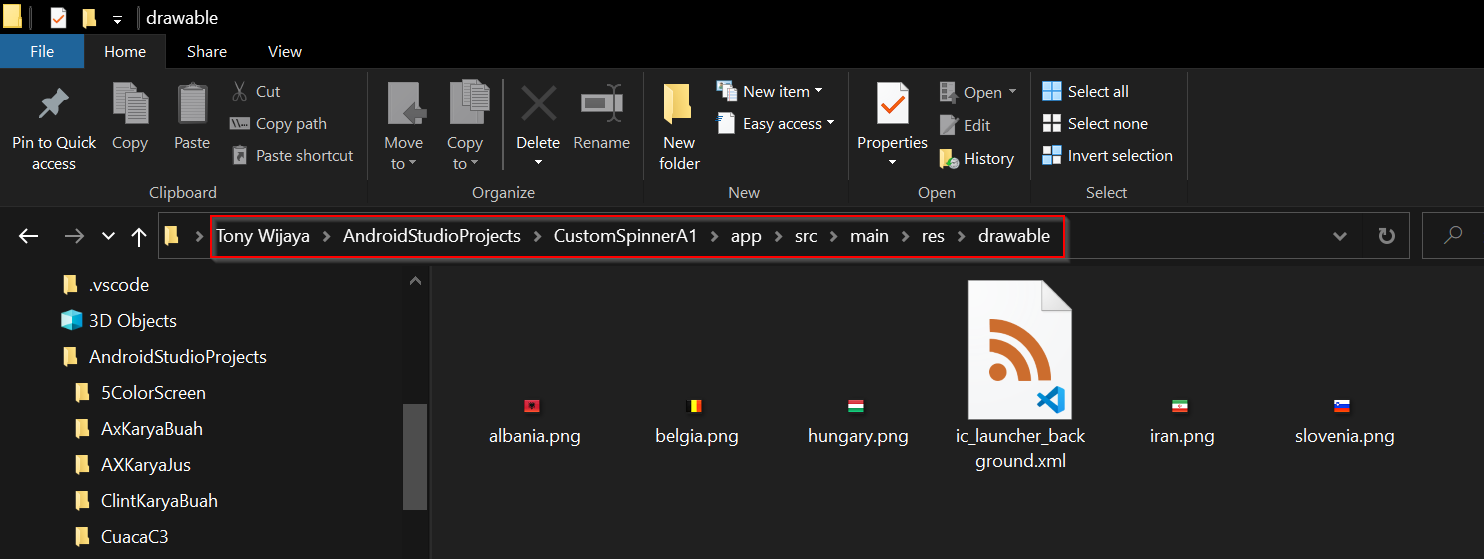 drawable
File Home Share View
Pin to Quick access
Copy
Paste
Cut
Copy path
Paste shortcut
Clipboard
Move to
Copy to
Delete
Rename
Organize
New folder
New item
Easy access
New
Properties
Open
Edit
History
Open
Select all
Select none
Invert selection
Select
Tony Wijaya AndroidStudioProjects CustomSpinnerA1 app src main res drawable
.vscode
3D Objects
AndroidStudioProjects
5ColorScreen
AxKaryaBuah
AXKaryaJus
ClintKaryaBuah
CuacaC3
albania.png
belgia.png
hungary.png
ic_launcher_back
ground.xml
iran.png
slovenia.png